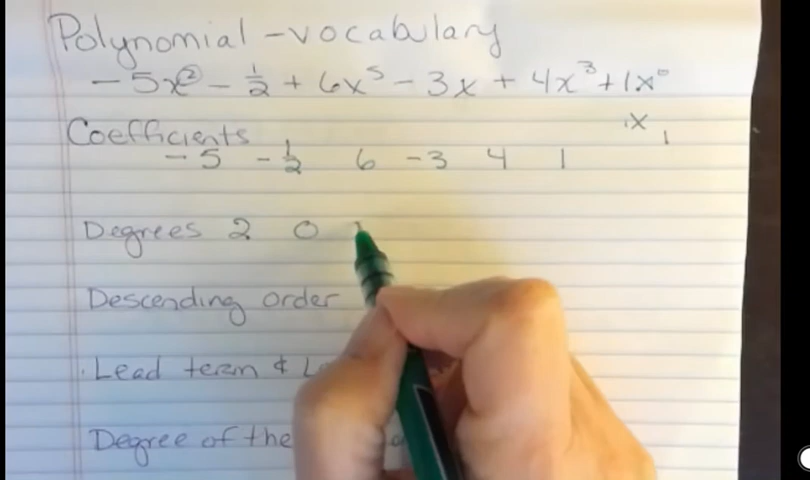 Polynomial - vocabulary
- 5x² - 1/2 + 6x⁵ - 3x + 4x³ + 1x⁰
x 1
Coefficients
- 5 - 1/2 6 - 3 4 1
Degrees 2 0
Descending order
Lead term &
Degree of the